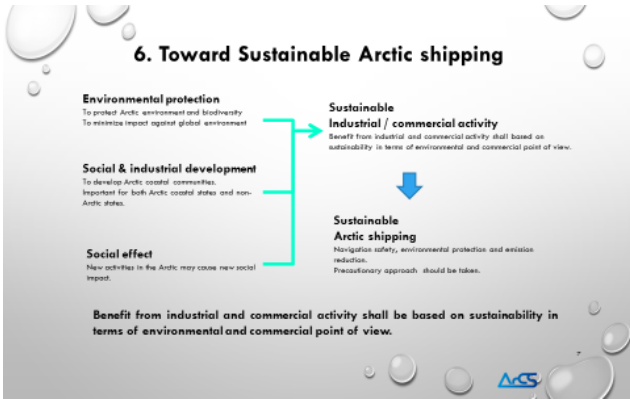 6. Toward Sustainable Arctic shipping
Environmental protection
To protect Arctic environment and biodiversity
To minimize impact against global environment
Social & industrial development
To develop Arctic coastal communities.
Important for both Arctic coastal states and non-
Arctic states.
Social effect
New activities in the Arctic may cause new social
impact.
Sustainable
Industrial / commercial activity
Benefit from industrial and commercial activity shall based on
sustainability in terms of environmental and commercial point of view.
Sustainable
Arctic shipping
Navigation safety, environmental protection and emission
reduction.
Precautionary approach should be taken.
Benefit from industrial and commercial activity shall be based on sustainability in
terms of environmental and commercial point of view.
7
ArCS